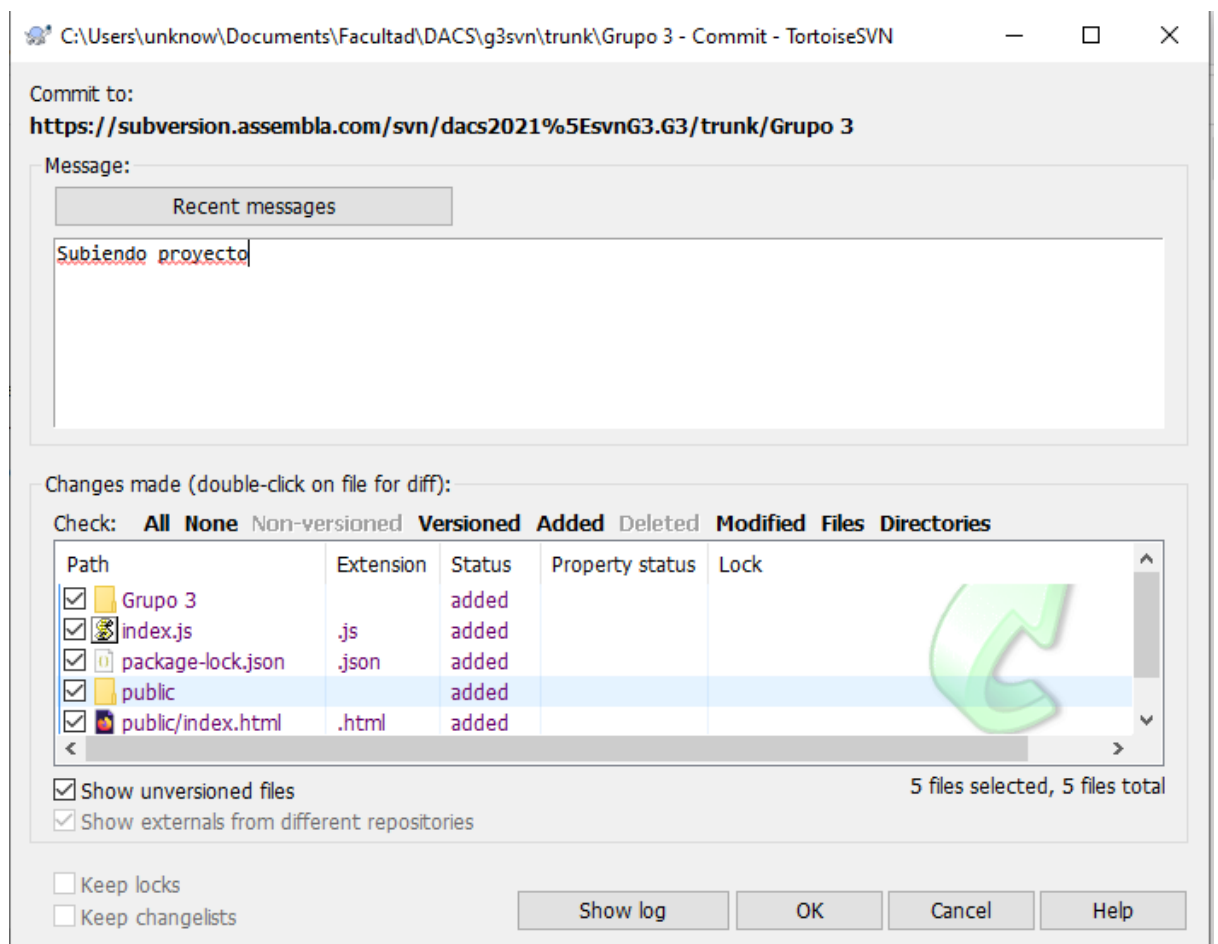 C:\Users\unknow\Documents\Facultad\DACS\g3svn\trunk\Grupo 3 - Commit - TortoiseSVN
Commit to:
https://subversion.assembla.com/svn/dacs2021%5EsvnG3.G3/trunk/Grupo 3
Message:
Recent messages
Subiendo proyecto
Changes made (double-click on file for diff):
Check: All None Non-versioned Versioned Added Deleted Modified Files Directories
Path Extension Status Property status Lock
Grupo 3 added
index.js .js added
package-lock.json .json added
public added
public/index.html .html added
Show unversioned files 5 files selected, 5 files total
Show externals from different repositories
Keep locks
Keep changelists
Show log OK Cancel Help